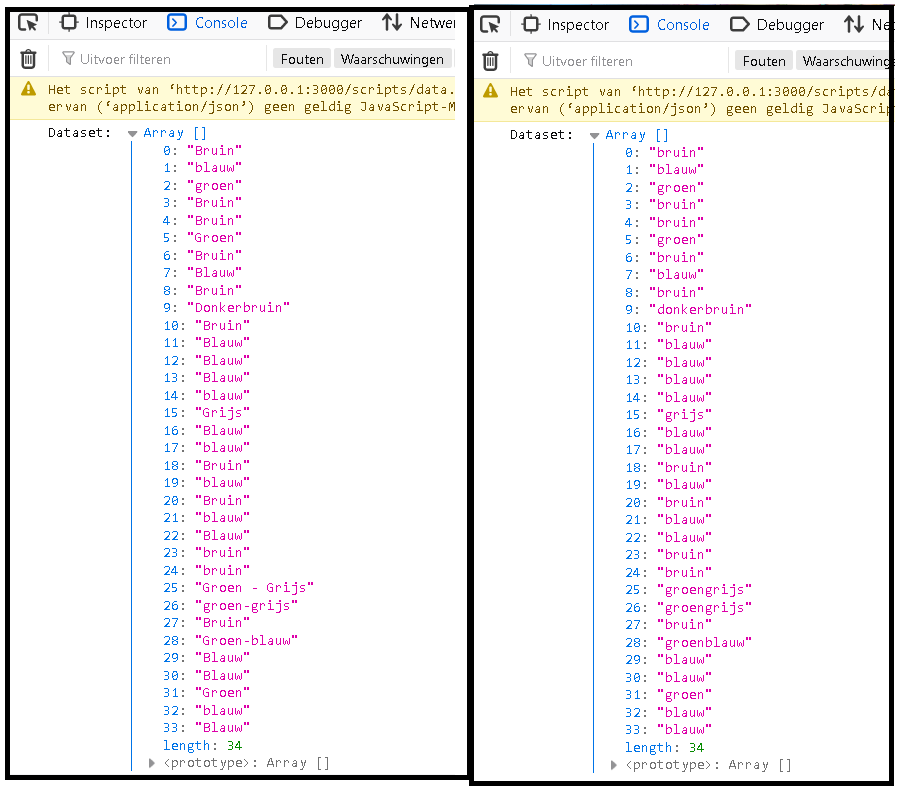 Inspector Console Debugger Netwer
Uitvoer filteren Fouten Waarschuwingen
Het script van ‘http://127.0.0.1:3000/scripts/data.
ervan (‘application/json’) geen geldig JavaScript-M
Dataset: Array []
0: "Bruin"
1: "blauw"
2: "groen"
3: "Bruin"
4: "Bruin"
5: "Groen"
6: "Bruin"
7: "Blauw"
8: "Bruin"
9: "Donkerbruin"
10: "Bruin"
11: "Blauw"
12: "Blauw"
13: "Blauw"
14: "blauw"
15: "Grijs"
16: "Blauw"
17: "blauw"
18: "Bruin"
19: "blauw"
20: "Bruin"
21: "blauw"
22: "Blauw"
23: "bruin"
24: "bruin"
25: "Groen - Grijs"
26: "groen-grijs"
27: "Bruin"
28: "Groen-blauw"
29: "Blauw"
30: "Blauw"
31: "Groen"
32: "blauw"
33: "Blauw"
length: 34
<prototype>: Array []
Inspector Console Debugger Net
Uitvoer filteren Fouten Waarschuwing
Het script van ‘http://127.0.0.1:3000/scripts/da
ervan (‘application/json’) geen geldig JavaScrip
Dataset: Array []
0: "bruin"
1: "blauw"
2: "groen"
3: "bruin"
4: "bruin"
5: "groen"
6: "bruin"
7: "blauw"
8: "bruin"
9: "donkerbruin"
10: "bruin"
11: "blauw"
12: "blauw"
13: "blauw"
14: "blauw"
15: "grijs"
16: "blauw"
17: "blauw"
18: "bruin"
19: "blauw"
20: "bruin"
21: "blauw"
22: "blauw"
23: "bruin"
24: "bruin"
25: "groengrijs"
26: "groengrijs"
27: "bruin"
28: "groenblauw"
29: "blauw"
30: "blauw"
31: "groen"
32: "blauw"
33: "blauw"
length: 34
<prototype>: Array []